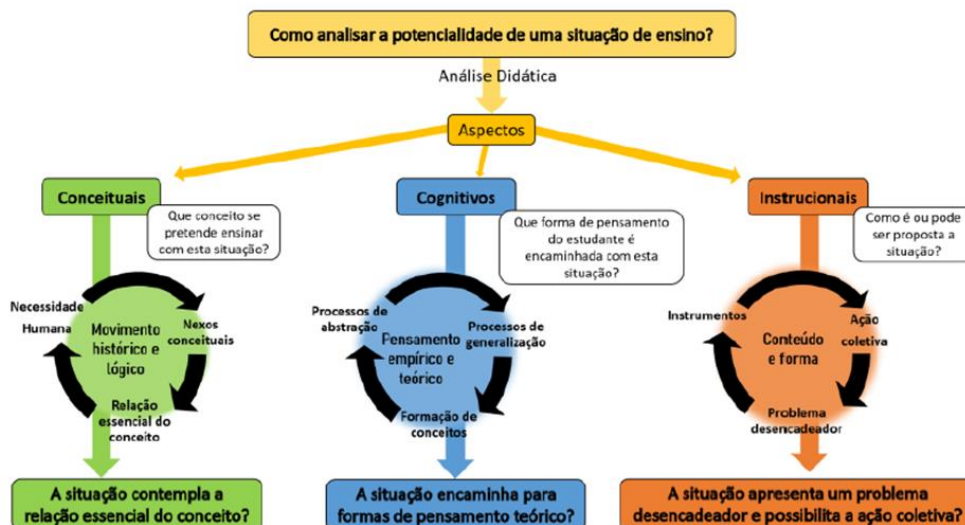 Como analisar a potencialidade de uma situação de ensino?
Análise Didática
Aspectos
Conceituais
Que conceito se
pretende ensinar
com esta situação?
Necessidade
Humana
Movimento
histórico e
lógico
Nexos
conceituais
Relação
essencial do
conceito
A situação contempla a
relação essencial do conceito?
Cognitivos
Que forma de pensamento
do estudante é
encaminhada com esta
situação?
Processos de
abstração
Pensamento
empírico e
teórico
Processos de
generalização
Formação de
conceitos
A situação encaminha para
formas de pensamento teórico?
Instrucionais
Como é ou pode
ser proposta a
situação?
Instrumentos
Conteúdo
e forma
Ação
coletiva
Problema
desencadeador
A situação apresenta um problema
desencadeador e possibilita a ação coletiva?